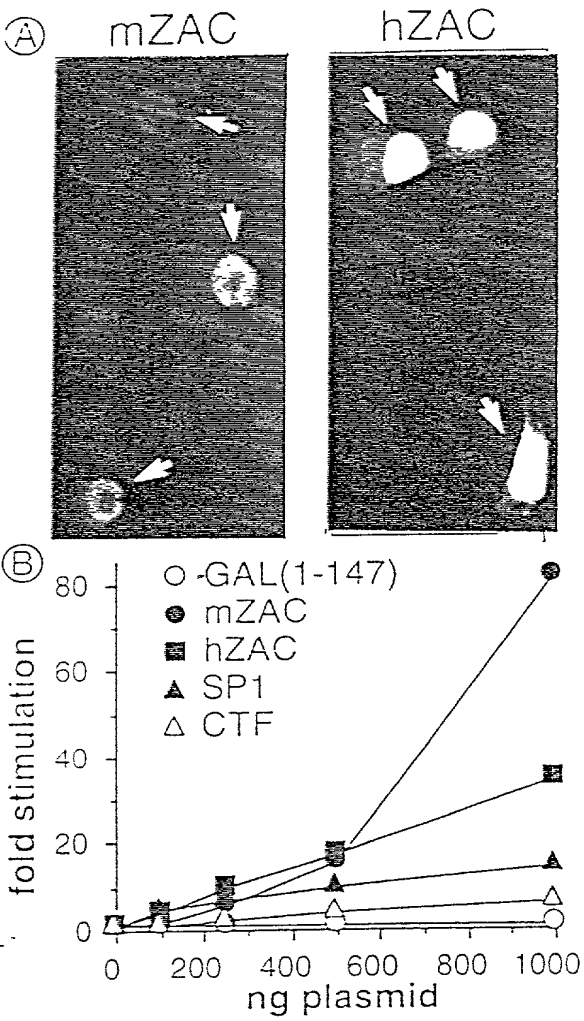 A mZAC hZAC
B
GAL(1-147)
mZAC
hZAC
SP1
CTF
80
60
40
20
0
fold stimulation
0 200 400 600 800 1000
ng plasmid